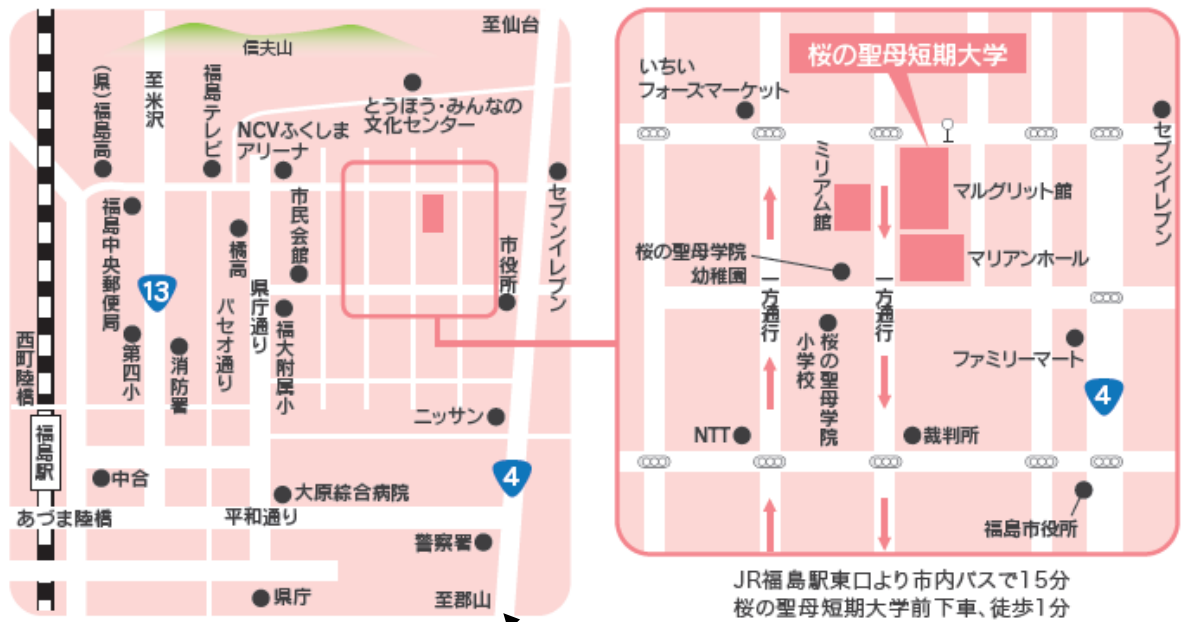 至仙台
信夫山
（県）福島高
至米沢
福島テレビ
とうほう・みんなの
文化センター
NCVふくしま
アリーナ
市民会館
セブンイレブン
福島中央郵便局
橘高
市役所
13
県庁通り
パセオ通り
福大附属小
西町陸橋
第四小
消防署
ニッサン
福島駅
4
中合
大原綜合病院
あづま陸橋
平和通り
警察署
県庁
至郡山
桜の聖母短期大学
いちい
フォーズマーケット
セブンイレブン
ミリアム館
マルグリット館
桜の聖母学院
幼稚園
マリアンホール
一方通行
一方通行
桜の聖母学院
小学校
ファミリーマート
4
NTT
裁判所
福島市役所
JR福島駅東口より市内バスで15分
桜の聖母短期大学前下車、徒歩1分